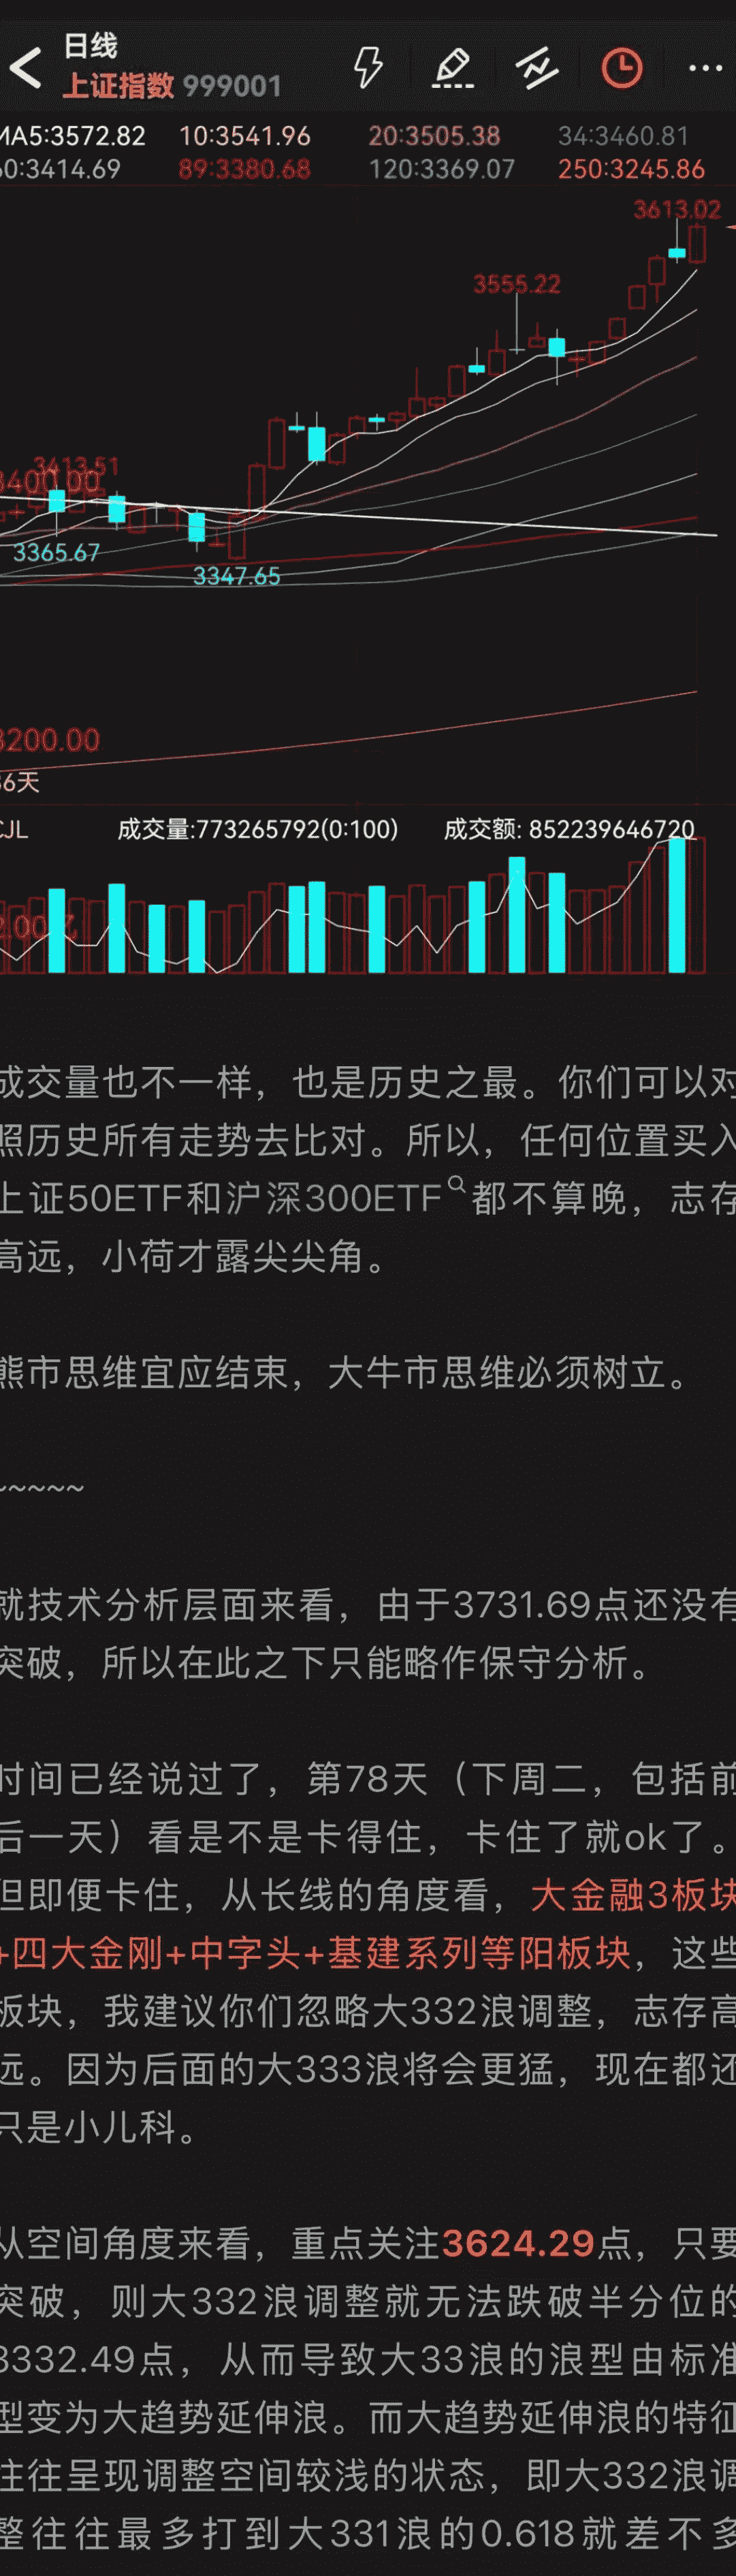 日线
上证指数 999001
MA5:3572.82 10:3541.96 20:3505.38 34:3460.81
60:3414.69 89:3380.68 120:3369.07 250:3245.86
3613.02
3555.22
3413.51
3400.00
3365.67
3347.65
3200.00
6天
CJL 成交量:773265792(0:100) 成交额: 852239646720
2.00亿
成交量也不一样，也是历史之最。你们可以对
照历史所有走势去比对。所以，任何位置买入
上证50ETF和沪深300ETF都不算晚，志存
高远，小荷才露尖尖角。
熊市思维宜应结束，大牛市思维必须树立。
~~~~~
就技术分析层面来看，由于3731.69点还没有
突破，所以在此之下只能略作保守分析。
时间已经说过了，第78天（下周二，包括前
后一天）看是不是卡得住，卡住了就ok了。
但即便卡住，从长线的角度看，大金融3板块
+四大金刚+中字头+基建系列等阳板块，这些
板块，我建议你们忽略大332浪调整，志存高
远。因为后面的大333浪将会更猛，现在都还
只是小儿科。
从空间角度来看，重点关注3624.29点，只要
突破，则大332浪调整就无法跌破半分位的
3332.49点，从而导致大33浪的浪型由标准
型变为大趋势延伸浪。而大趋势延伸浪的特征
往往呈现调整空间较浅的状态，即大332浪调
整往往最多打到大331浪的0.618就差不多